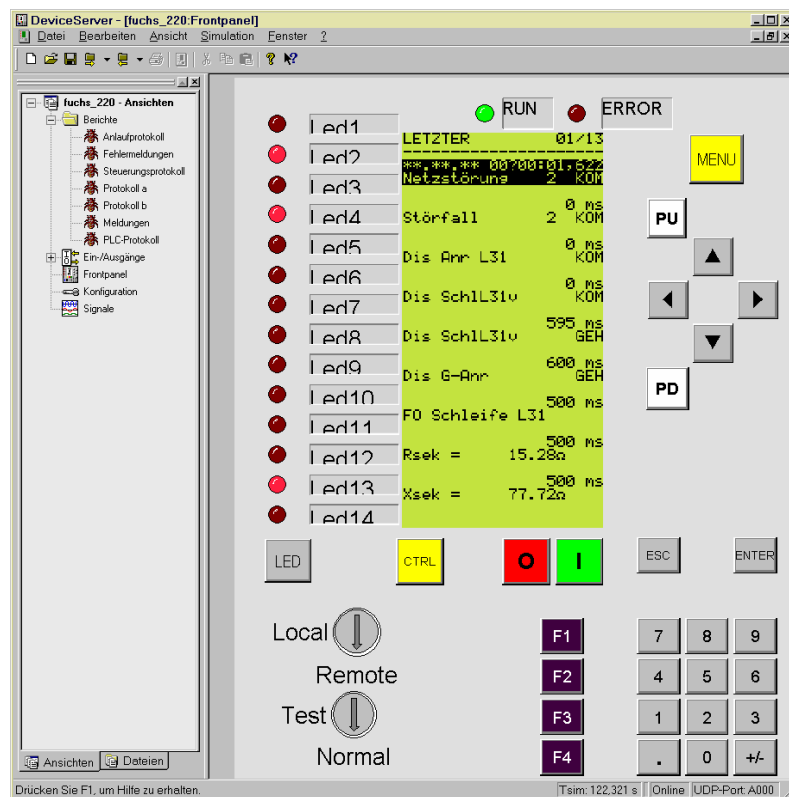 DeviceServer - [fuchs_220:Frontpanel]
Datei Bearbeiten Ansicht Simulation Fenster ?
fuchs_220 - Ansichten
Berichte
Anlaufprotokoll
Fehlermeldungen
Steuerungsprotokoll
Protokoll a
Protokoll b
Meldungen
PLC-Protokoll
Ein-/Ausgänge
Frontpanel
Konfiguration
Signale
Ansichten Dateien
RUN ERROR
Led1
Led2
Led3
Led4
Led5
Led6
Led7
Led8
Led9
Led10
Led11
Led12
Led13
Led14
LETZTER 01/13
--------------------
**.**.** 00?00:01,622
Netzstörung 2 KOM
0 ms
Störfall 2 KOM
0 ms
Dis Anr L31 KOM
0 ms
Dis SchlL31v KOM
595 ms
Dis SchlL31v GEH
600 ms
Dis G-Anr GEH
500 ms
FO Schleife L31
500 ms
Rsek = 15.28Ω
500 ms
Xsek = 77.72Ω
MENU
PU
▲
◀ ▶
▼
PD
LED CTRL O I ESC ENTER
Local
Remote
Test
Normal
F1
F2
F3
F4
7 8 9
4 5 6
1 2 3
. 0 +/-
Drücken Sie F1, um Hilfe zu erhalten. Tsim: 122,321 s Online UDP-Port: A000